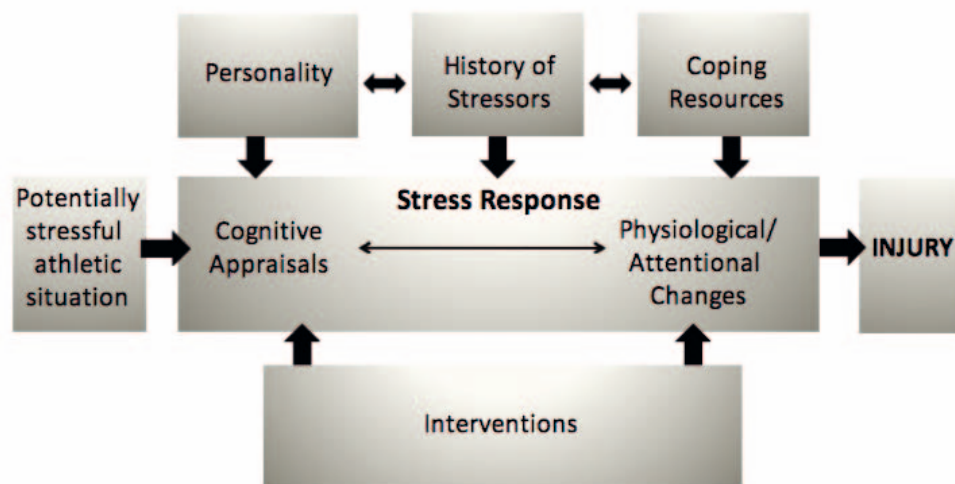 Personality
History of
Stressors
Coping
Resources
Potentially
stressful
athletic
situation
Stress Response
Cognitive
Appraisals
Physiological/
Attentional
Changes
INJURY
Interventions